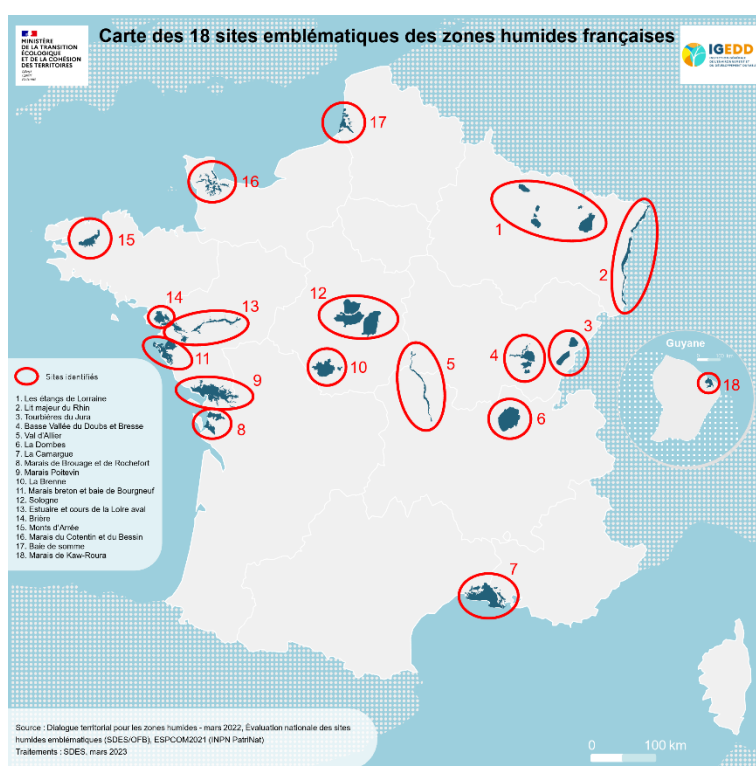 MINISTÈRE
DE LA TRANSITION
ÉCOLOGIQUE
ET DE LA COHÉSION
DES TERRITOIRES
Carte des 18 sites emblématiques des zones humides françaises
IGEDD
17
16
1
15
2
14
13
12
3
4
5
11
10
Guyane
18
9
6
8
Sites identifiés
1. Les étangs de Lorraine
2. Lit majeur du Rhin
3. Tourbières du Jura
4. Basse Vallée du Doubs et Bresse
5. Val d'Allier
6. La Dombes
7. La Camargue
8. Marais de Brouage et de Rochefort
9. Marais Poitevin
10. La Brenne
11. Marais breton et baie de Bourgneuf
12. Sologne
13. Estuaire et cours de la Loire aval
14. Brière
15. Monts d'Arrée
16. Marais du Cotentin et du Bessin
17. Baie de somme
18. Marais de Kaw-Roura
7
Source : Dialogue territorial pour les zones humides - mars 2022, Évaluation nationale des sites
humides emblématiques (SDES/OFB), ESPCOM2021 (INPN PatriNat)
Traitements : SDES, mars 2023
0 100 km